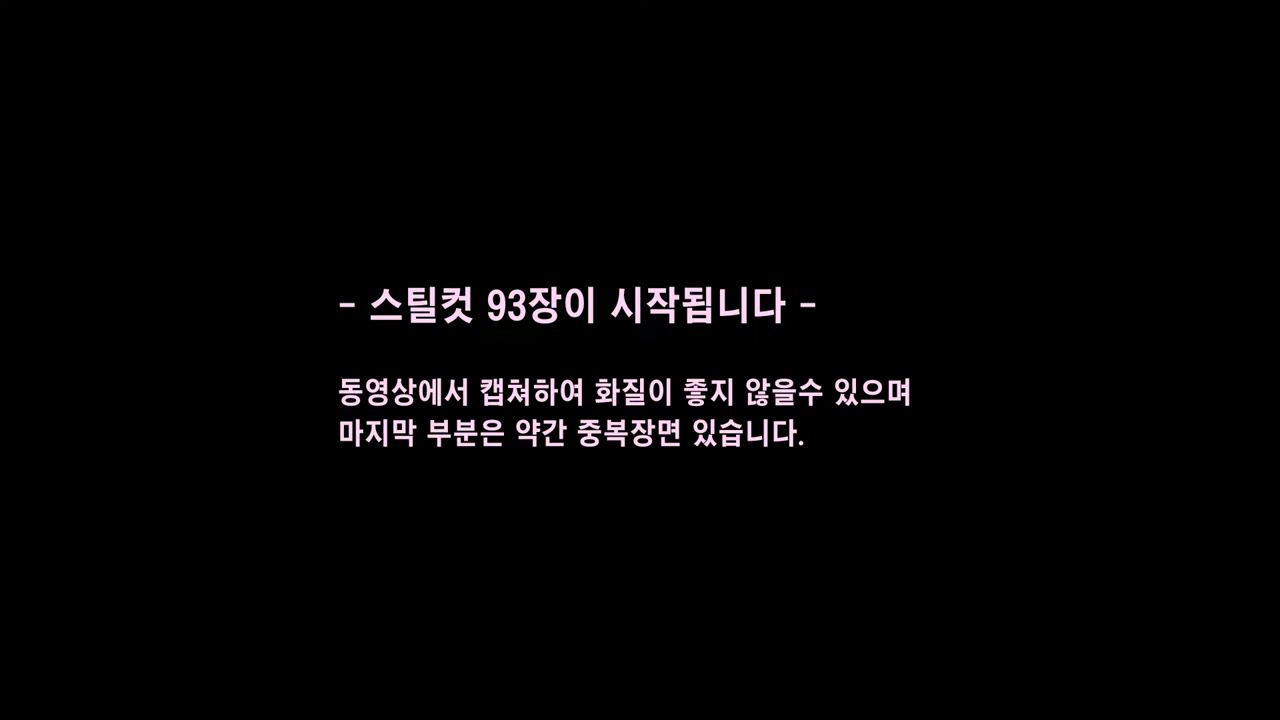 - 스틸컷 93장이 시작됩니다 -
동영상에서 캡쳐하여 화질이 좋지 않을수 있으며
마지막 부분은 약간 중복장면 있습니다.